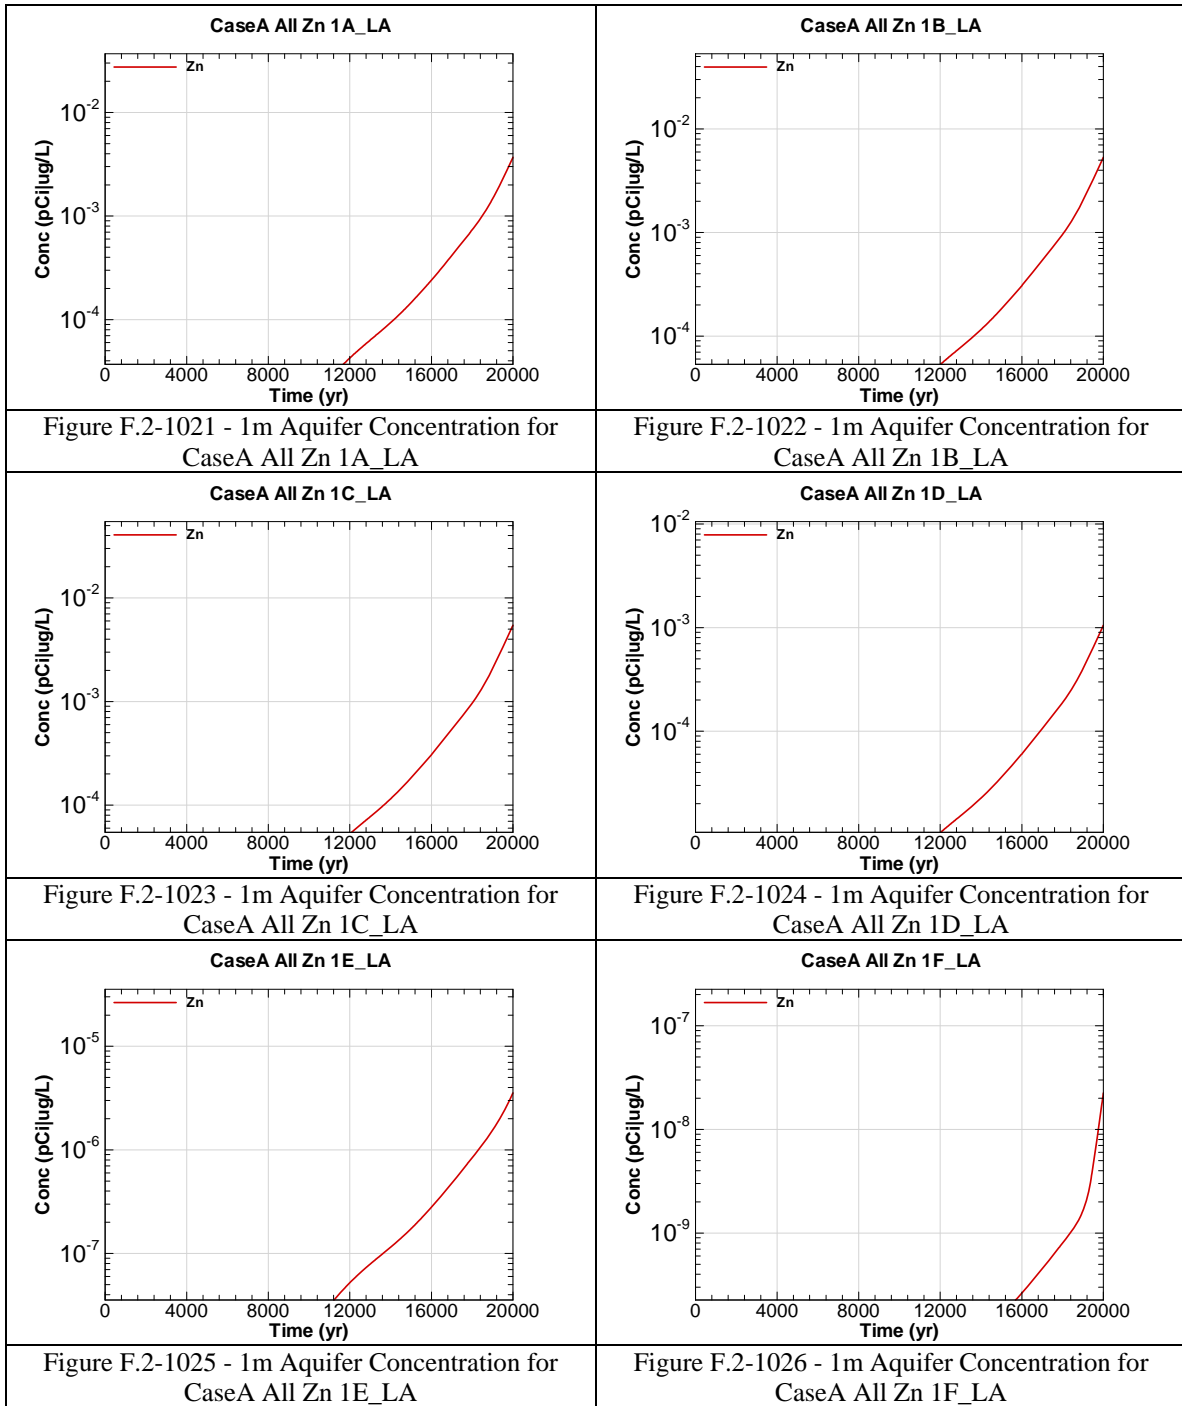 CaseA All Zn 1A_LA
Zn
Conc (pCi|ug/L)
10-2
10-3
10-4
0 4000 8000 12000 16000 20000
Time (yr)
Figure F.2-1021 - 1m Aquifer Concentration for
CaseA All Zn 1A_LA
CaseA All Zn 1B_LA
Zn
Conc (pCi|ug/L)
10-2
10-3
10-4
0 4000 8000 12000 16000 20000
Time (yr)
Figure F.2-1022 - 1m Aquifer Concentration for
CaseA All Zn 1B_LA
CaseA All Zn 1C_LA
Zn
Conc (pCi|ug/L)
10-2
10-3
10-4
0 4000 8000 12000 16000 20000
Time (yr)
Figure F.2-1023 - 1m Aquifer Concentration for
CaseA All Zn 1C_LA
CaseA All Zn 1D_LA
Zn
Conc (pCi|ug/L)
10-2
10-3
10-4
0 4000 8000 12000 16000 20000
Time (yr)
Figure F.2-1024 - 1m Aquifer Concentration for
CaseA All Zn 1D_LA
CaseA All Zn 1E_LA
Zn
Conc (pCi|ug/L)
10-5
10-6
10-7
0 4000 8000 12000 16000 20000
Time (yr)
Figure F.2-1025 - 1m Aquifer Concentration for
CaseA All Zn 1E_LA
CaseA All Zn 1F_LA
Zn
Conc (pCi|ug/L)
10-7
10-8
10-9
0 4000 8000 12000 16000 20000
Time (yr)
Figure F.2-1026 - 1m Aquifer Concentration for
CaseA All Zn 1F_LA